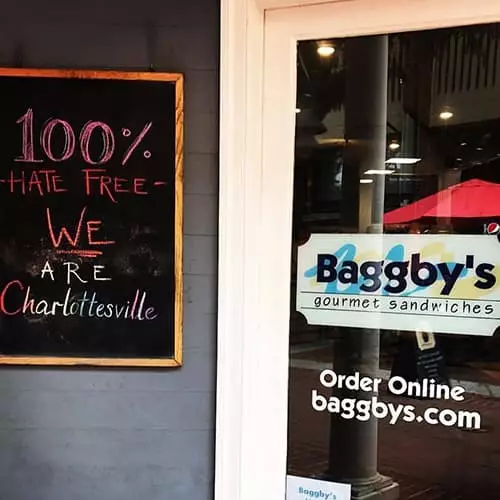 100%
-HATE FREE-
WE
ARE
Charlottesville
Baggby's
gourmet sandwiches
Order Online
baggbys.com
Baggby's